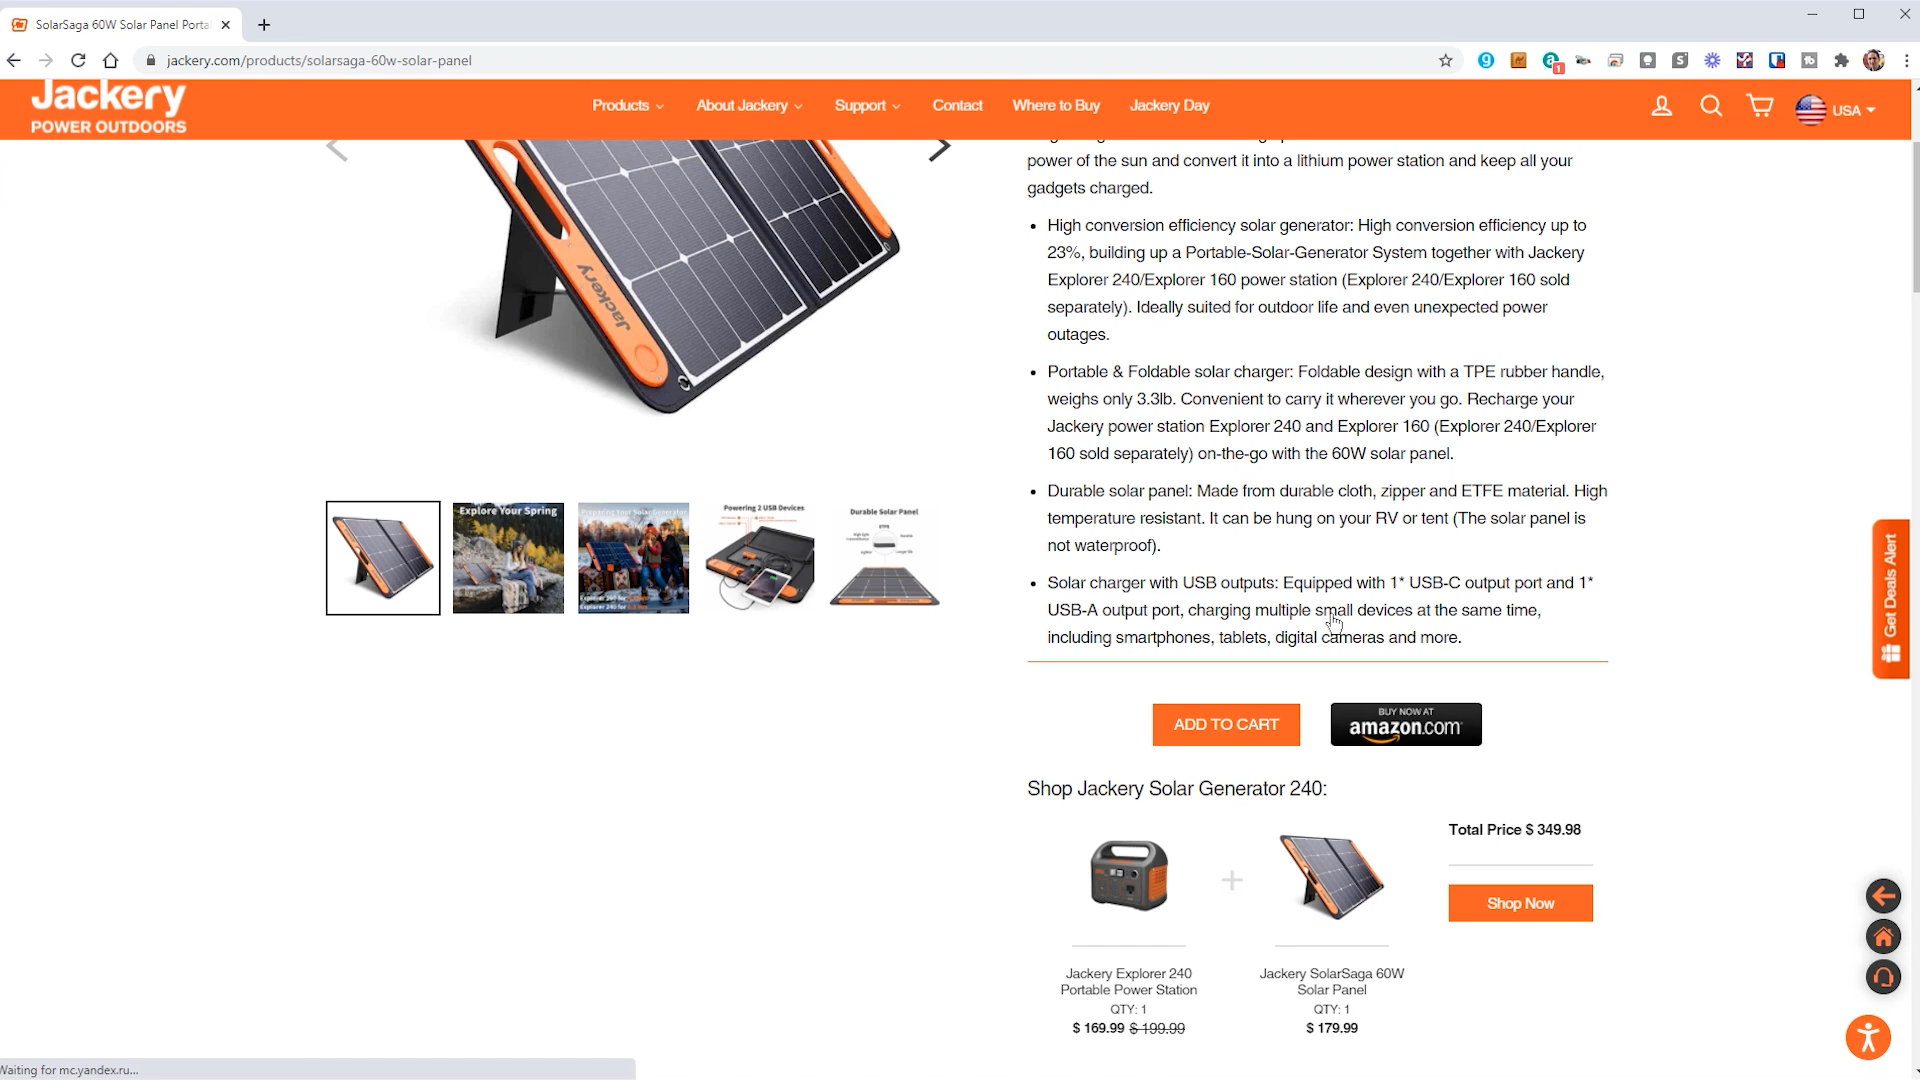 SolarSaga 60W Solar Panel Porta
jackery.com/products/solarsaga-60w-solar-panel
1
Jackery
POWER OUTDOORS
Products
About Jackery
Support
Contact
Where to Buy
Jackery Day
USA
power of the sun and convert it into a lithium power station and keep all your
gadgets charged.
• High conversion efficiency solar generator: High conversion efficiency up to
23%, building up a Portable-Solar-Generator System together with Jackery
Explorer 240/Explorer 160 power station (Explorer 240/Explorer 160 sold
separately). Ideally suited for outdoor life and even unexpected power
outages.
• Portable & Foldable solar charger: Foldable design with a TPE rubber handle,
weighs only 3.3lb. Convenient to carry it wherever you go. Recharge your
Jackery power station Explorer 240 and Explorer 160 (Explorer 240/Explorer
160 sold separately) on-the-go with the 60W solar panel.
• Durable solar panel: Made from durable cloth, zipper and ETFE material. High
temperature resistant. It can be hung on your RV or tent (The solar panel is
not waterproof).
• Solar charger with USB outputs: Equipped with 1* USB-C output port and 1*
USB-A output port, charging multiple small devices at the same time,
including smartphones, tablets, digital cameras and more.
Jackery
Explore Your Spring
Preparing Your Solar Generator
Powering 2 USB Devices
Durable Solar Panel
ETFE
Get Deals Alert
ADD TO CART
BUY NOW AT
amazon.com
Shop Jackery Solar Generator 240:
Total Price $ 349.98
Shop Now
Jackery Explorer 240
Portable Power Station
QTY: 1
$ 169.99 $ 199.99
Jackery SolarSaga 60W
Solar Panel
QTY: 1
$ 179.99
Waiting for mc.yandex.ru...